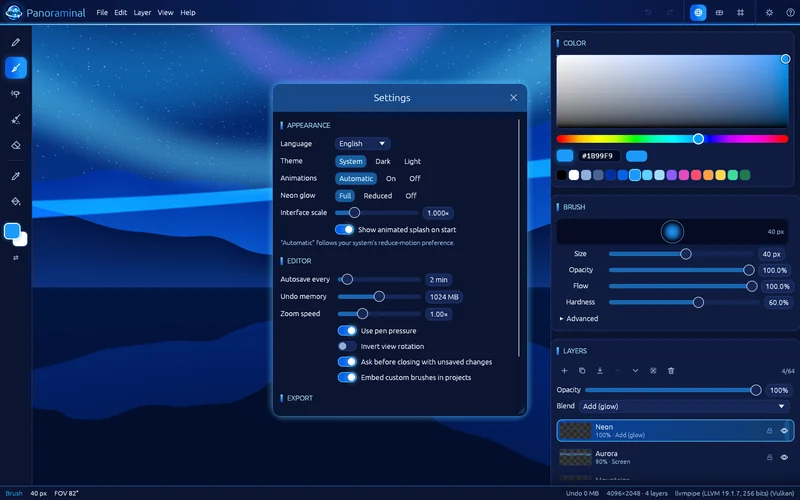 Panoraminal File Edit Layer View Help
COLOR
#1B99F9
BRUSH
40 px
Size 40 px
Opacity 100.0%
Flow 100.0%
Hardness 60.0%
Advanced
LAYERS
4/64
Opacity 100%
Blend Add (glow)
Neon
100% · Add (glow)
Aurora
90% · Screen
Settings
APPEARANCE
Language English
Theme System Dark Light
Animations Automatic On Off
Neon glow Full Reduced Off
Interface scale 1.000×
Show animated splash on start
"Automatic" follows your system's reduce-motion preference.
EDITOR
Autosave every 2 min
Undo memory 1024 MB
Zoom speed 1.00×
Use pen pressure
Invert view rotation
Ask before closing with unsaved changes
Embed custom brushes in projects
EXPORT
Brush 40 px FOV 82° Undo 0 MB 4096×2048 · 4 layers llvmpipe (LLVM 19.1.7, 256 bits) (Vulkan)